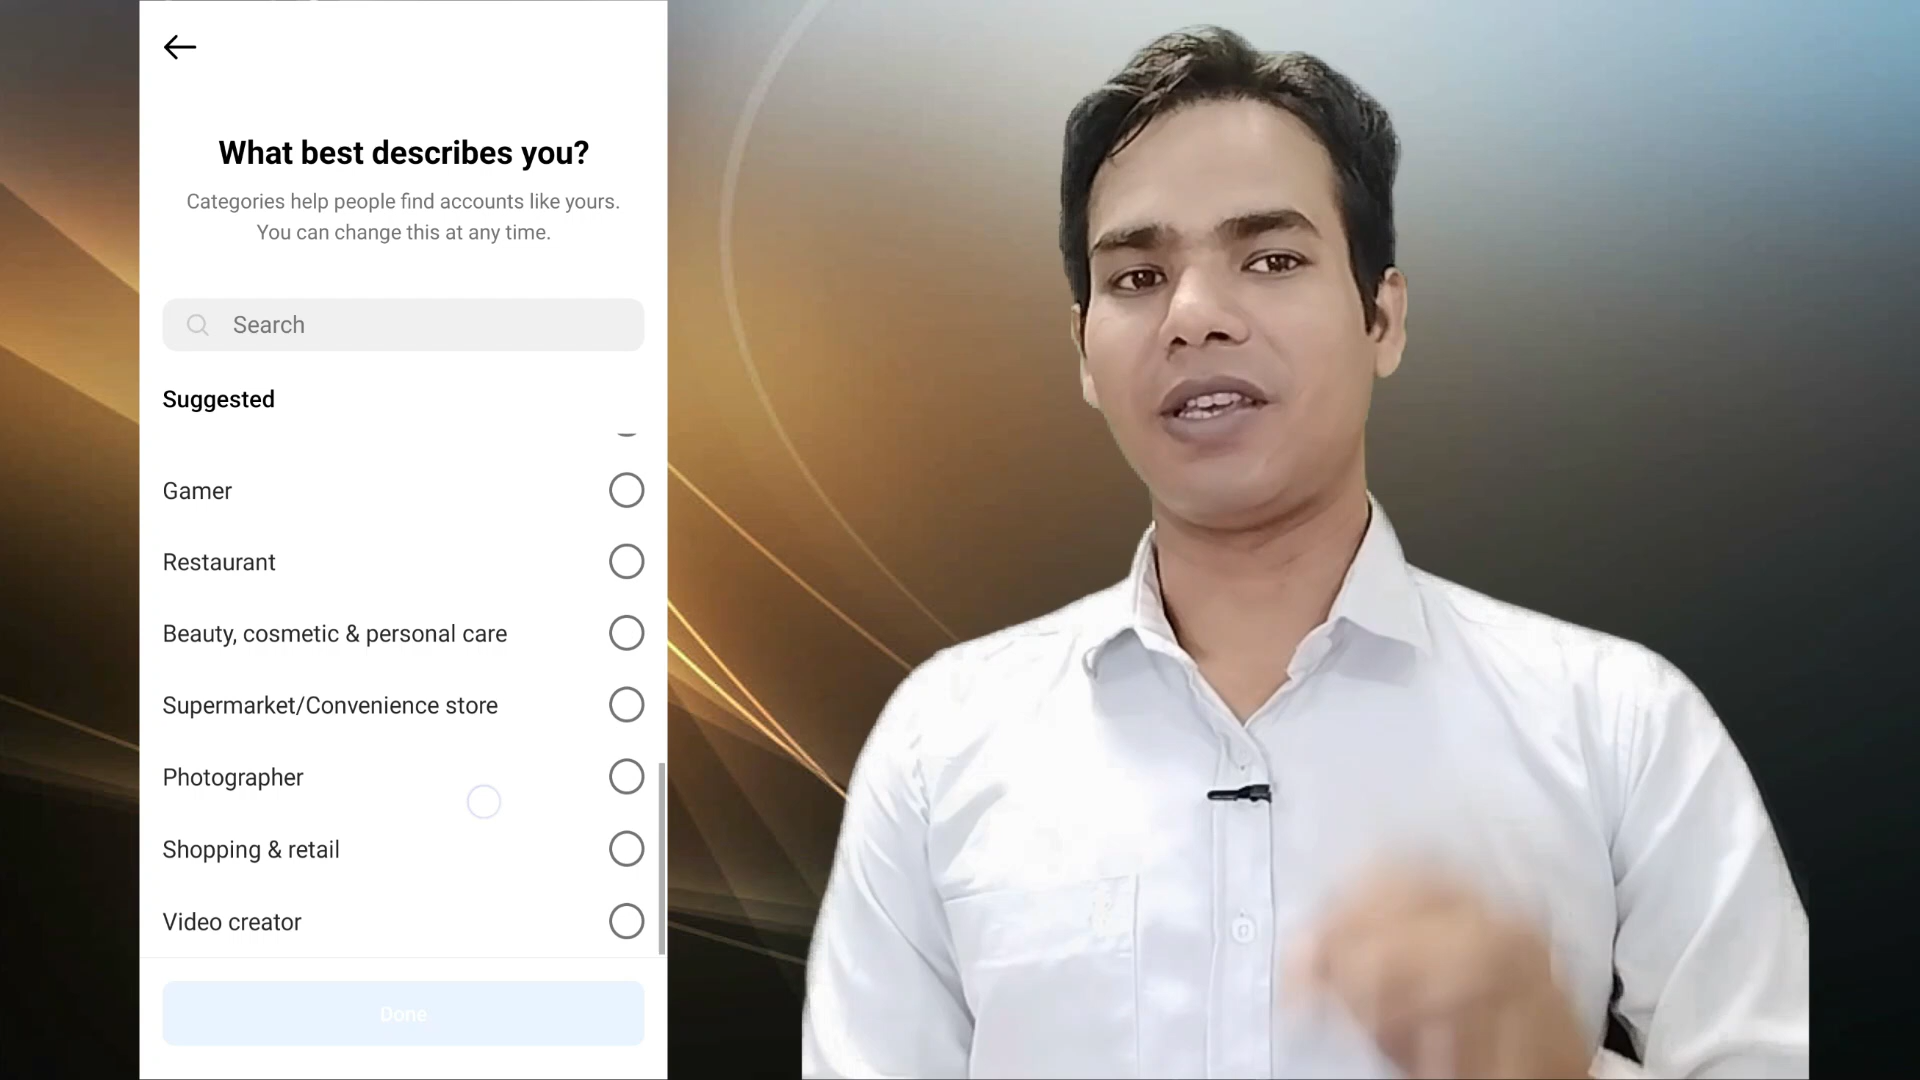 What best describes you?
Categories help people find accounts like yours.
You can change this at any time.
Search
Suggested
Gamer
Restaurant
Beauty, cosmetic & personal care
Supermarket/Convenience store
Photographer
Shopping & retail
Video creator
Done